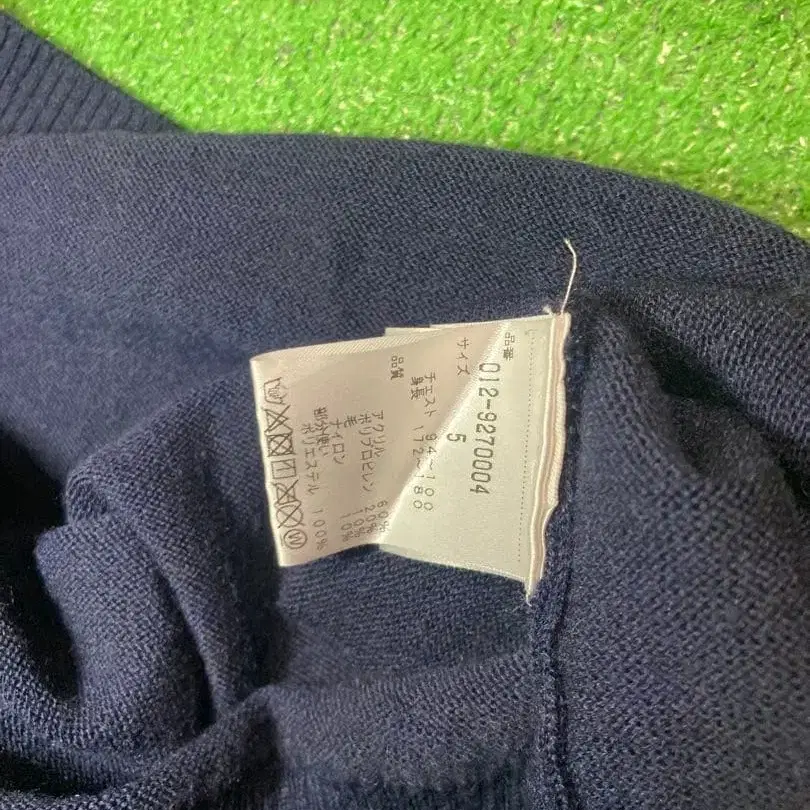 品番 012-9270004
サイズ 5
チェスト 94~100
身長 172~180
品質
アクリル 60%
ポリプロピレン 20%
毛 10%
ナイロン 10%
部分使い
ポリエステル 100%
W